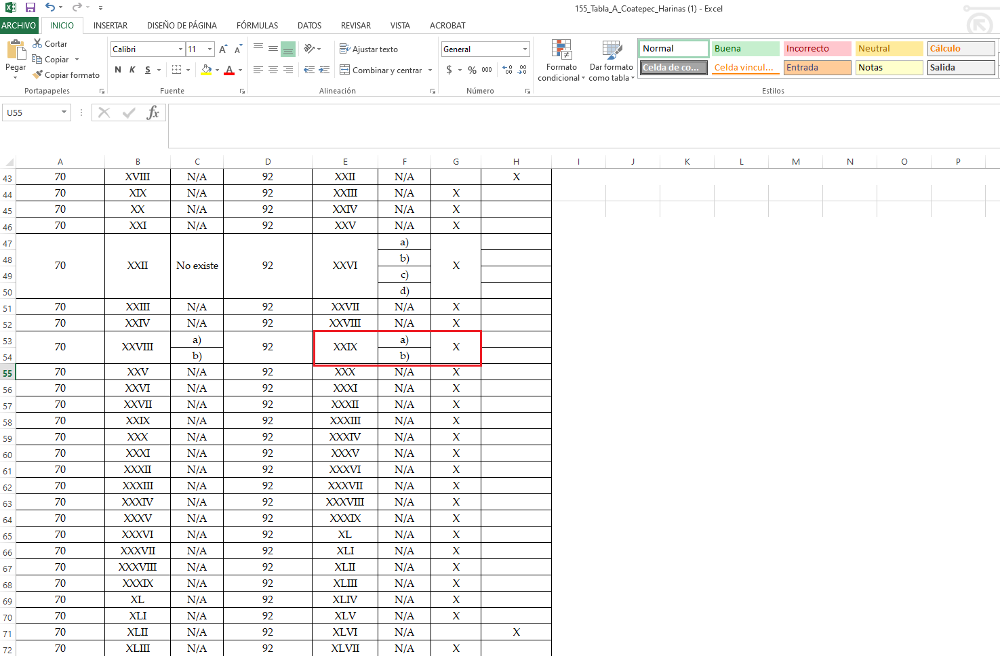 155_Tabla_A_Coatepec_Harinas (1) - Excel
ARCHIVO INICIO INSERTAR DISEÑO DE PÁGINA FÓRMULAS DATOS REVISAR VISTA ACROBAT
Pegar
Cortar
Copiar
Copiar formato
Portapapeles
Calibri 11
N K S
Fuente
Ajustar texto
Combinar y centrar
Alineación
General
$ % 000
Número
Formato condicional
Dar formato como tabla
Normal Buena Incorrecto Neutral Cálculo
Celda de co... Celda vincul... Entrada Notas Salida
Estilos
U55 fx
A B C D E F G H I J K L M N O P
43 70 XVIII N/A 92 XXII N/A X
44 70 XIX N/A 92 XXIII N/A X
45 70 XX N/A 92 XXIV N/A X
46 70 XXI N/A 92 XXV N/A X
47 a)
48 b)
70 XXII No existe 92 XXVI X
49 c)
50 d)
51 70 XXIII N/A 92 XXVII N/A X
52 70 XXIV N/A 92 XXVIII N/A X
53 a) a)
70 XXVIII 92 XXIX X
54 b) b)
55 70 XXV N/A 92 XXX N/A X
56 70 XXVI N/A 92 XXXI N/A X
57 70 XXVII N/A 92 XXXII N/A X
58 70 XXIX N/A 92 XXXIII N/A X
59 70 XXX N/A 92 XXXIV N/A X
60 70 XXXI N/A 92 XXXV N/A X
61 70 XXXII N/A 92 XXXVI N/A X
62 70 XXXIII N/A 92 XXXVII N/A X
63 70 XXXIV N/A 92 XXXVIII N/A X
64 70 XXXV N/A 92 XXXIX N/A X
65 70 XXXVI N/A 92 XL N/A X
66 70 XXXVII N/A 92 XLI N/A X
67 70 XXXVIII N/A 92 XLII N/A X
68 70 XXXIX N/A 92 XLIII N/A X
69 70 XL N/A 92 XLIV N/A X
70 70 XLI N/A 92 XLV N/A X
71 70 XLII N/A 92 XLVI N/A X
72 70 XLIII N/A 92 XLVII N/A X